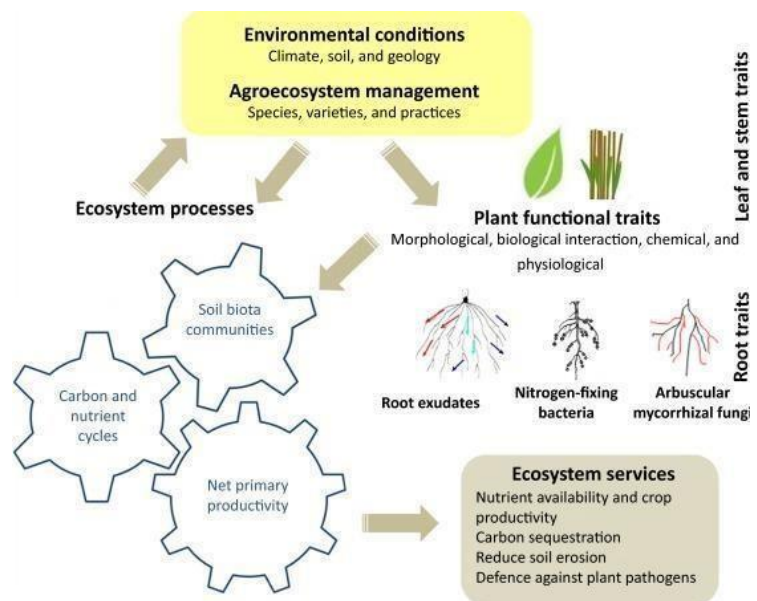 Environmental conditions
Climate, soil, and geology
Agroecosystem management
Species, varieties, and practices
Leaf and stem traits
Ecosystem processes
Plant functional traits
Morphological, biological interaction, chemical, and
physiological
Soil biota
communities
Carbon and
nutrient
cycles
Net primary
productivity
Root traits
Root exudates
Nitrogen-fixing
bacteria
Arbuscular
mycorrhizal fungi
Ecosystem services
Nutrient availability and crop
productivity
Carbon sequestration
Reduce soil erosion
Defence against plant pathogens